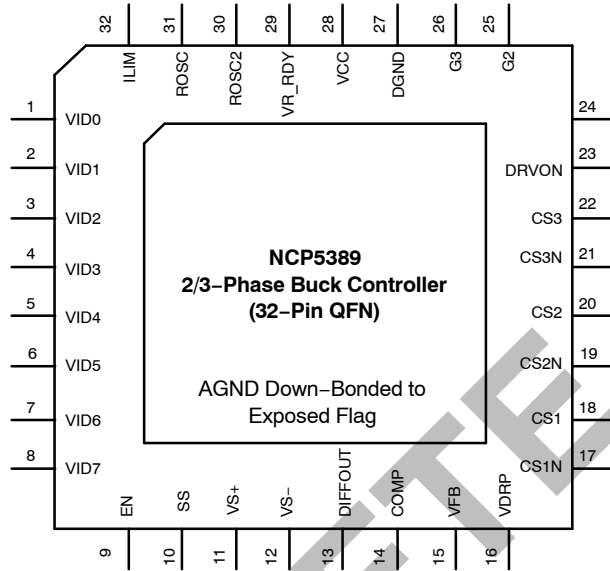 32 31 30 29 28 27 26 25
ILIM ROSC ROSC2 VR_RDY VCC DGND G3 G2
1 VID0
2 VID1
3 VID2
4 VID3
5 VID4
6 VID5
7 VID6
8 VID7
NCP5389
2/3−Phase Buck Controller
(32−Pin QFN)
AGND Down−Bonded to
Exposed Flag
24
DRVON 23
CS3 22
CS3N 21
CS2 20
CS2N 19
CS1 18
CS1N 17
EN SS VS+ VS− DIFFOUT COMP VFB VDRP
9 10 11 12 13 14 15 16
ETE